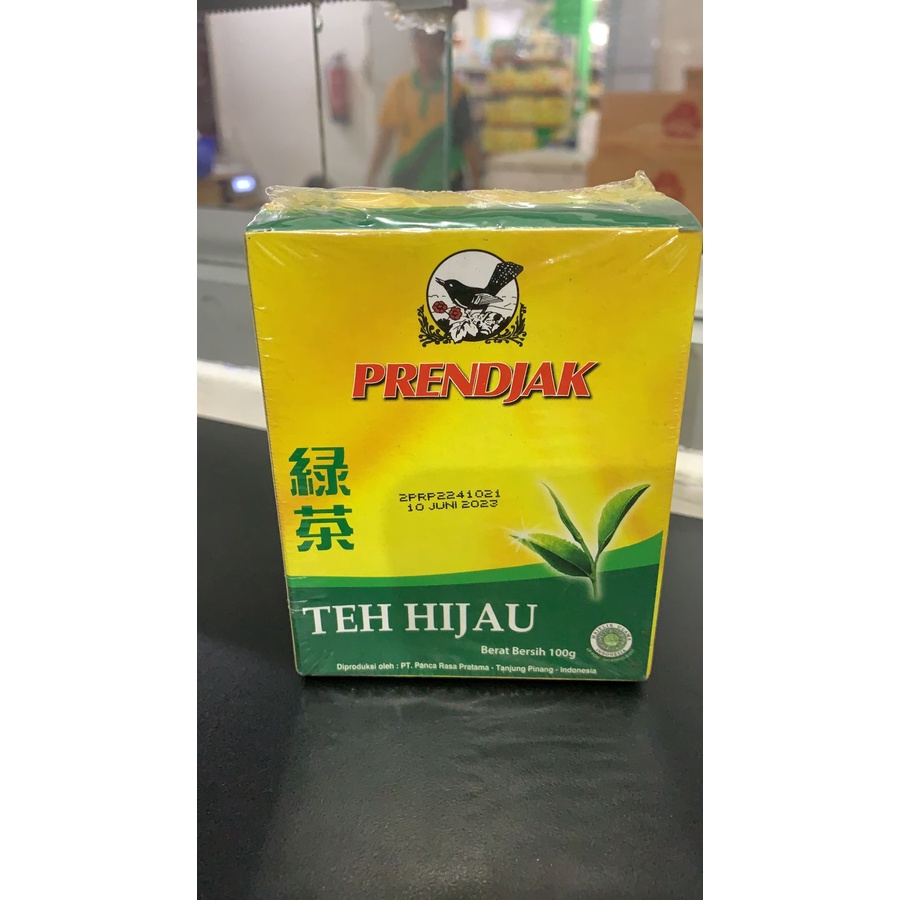 PRENDJAK
綠茶
2PRP2241021
10 JUNI 2023
TEH HIJAU
Berat Bersih 100g
Diproduksi oleh : PT. Panca Rasa Pratama - Tanjung Pinang - Indonesia